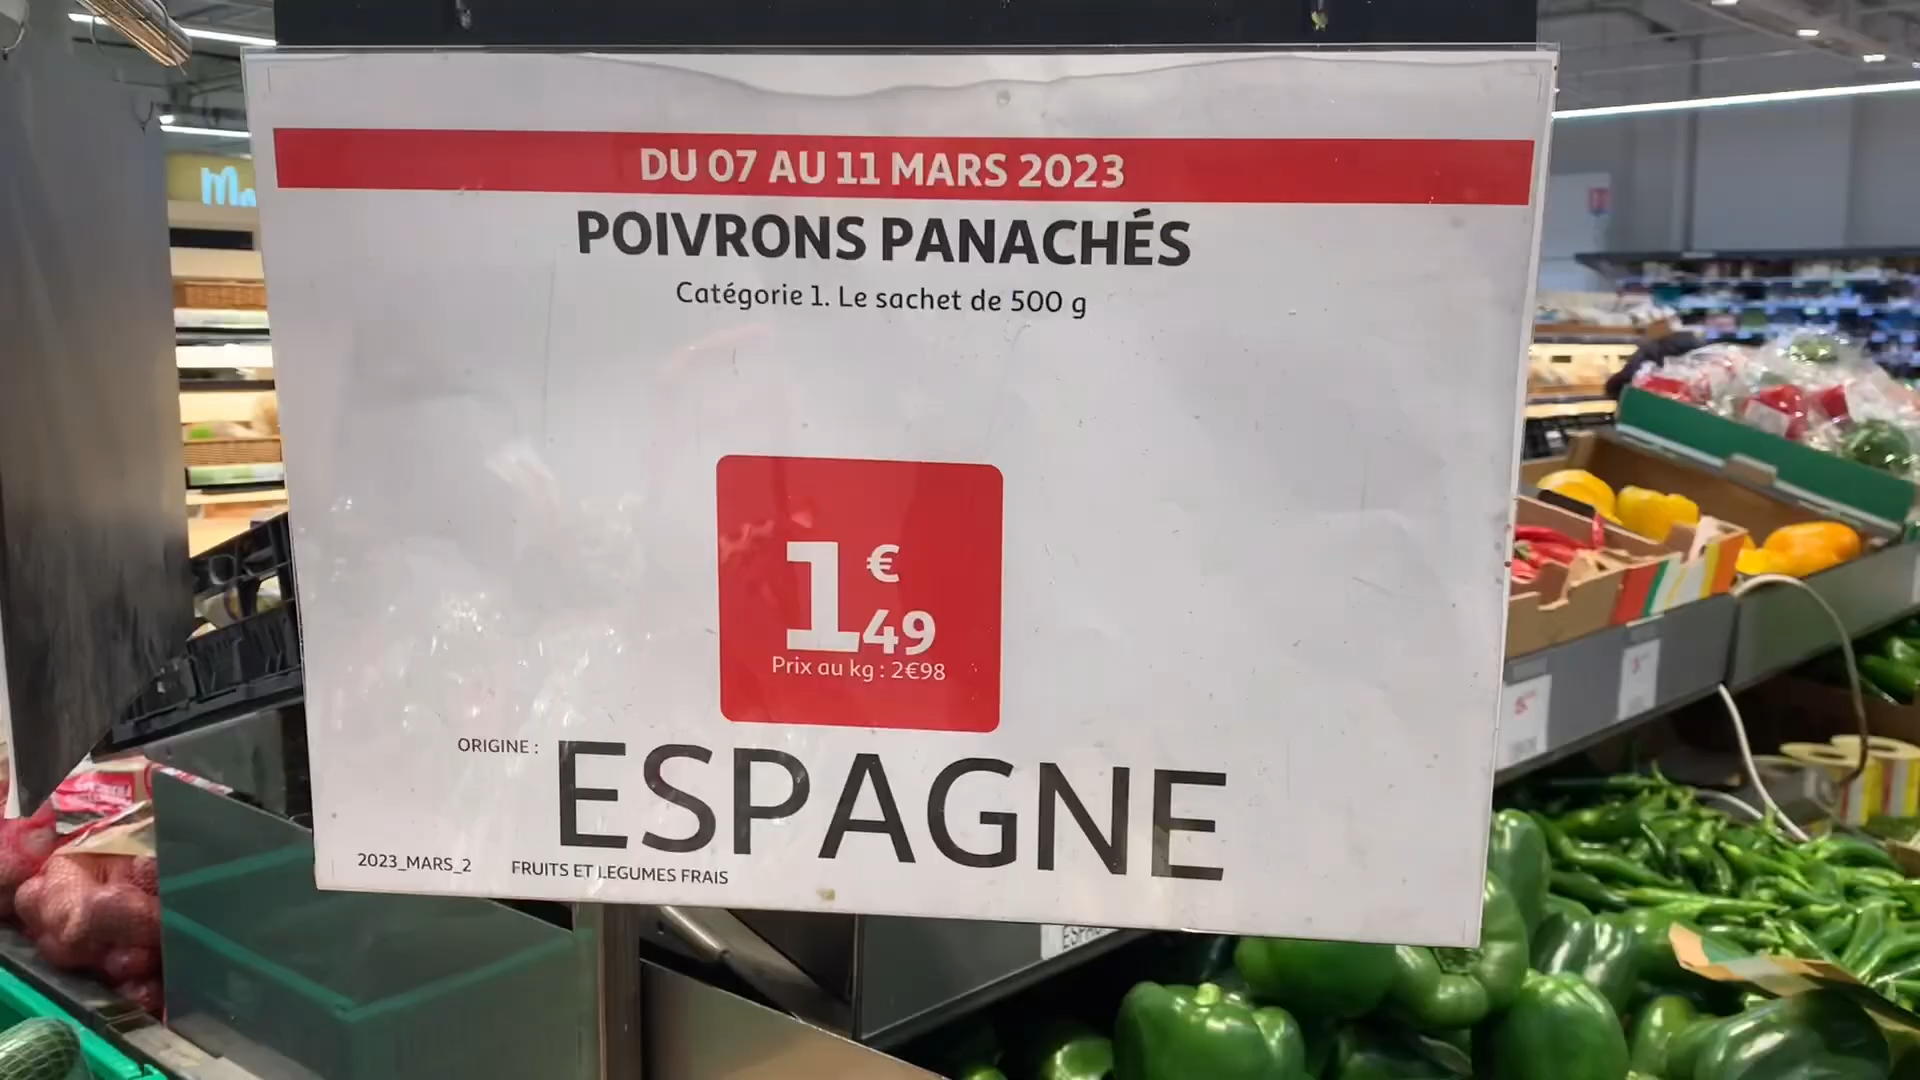 DU 07 AU 11 MARS 2023
POIVRONS PANACHÉS
Catégorie 1. Le sachet de 500 g
1€49
Prix au kg : 2€98
ORIGINE : ESPAGNE
2023_MARS_2 FRUITS ET LEGUMES FRAIS